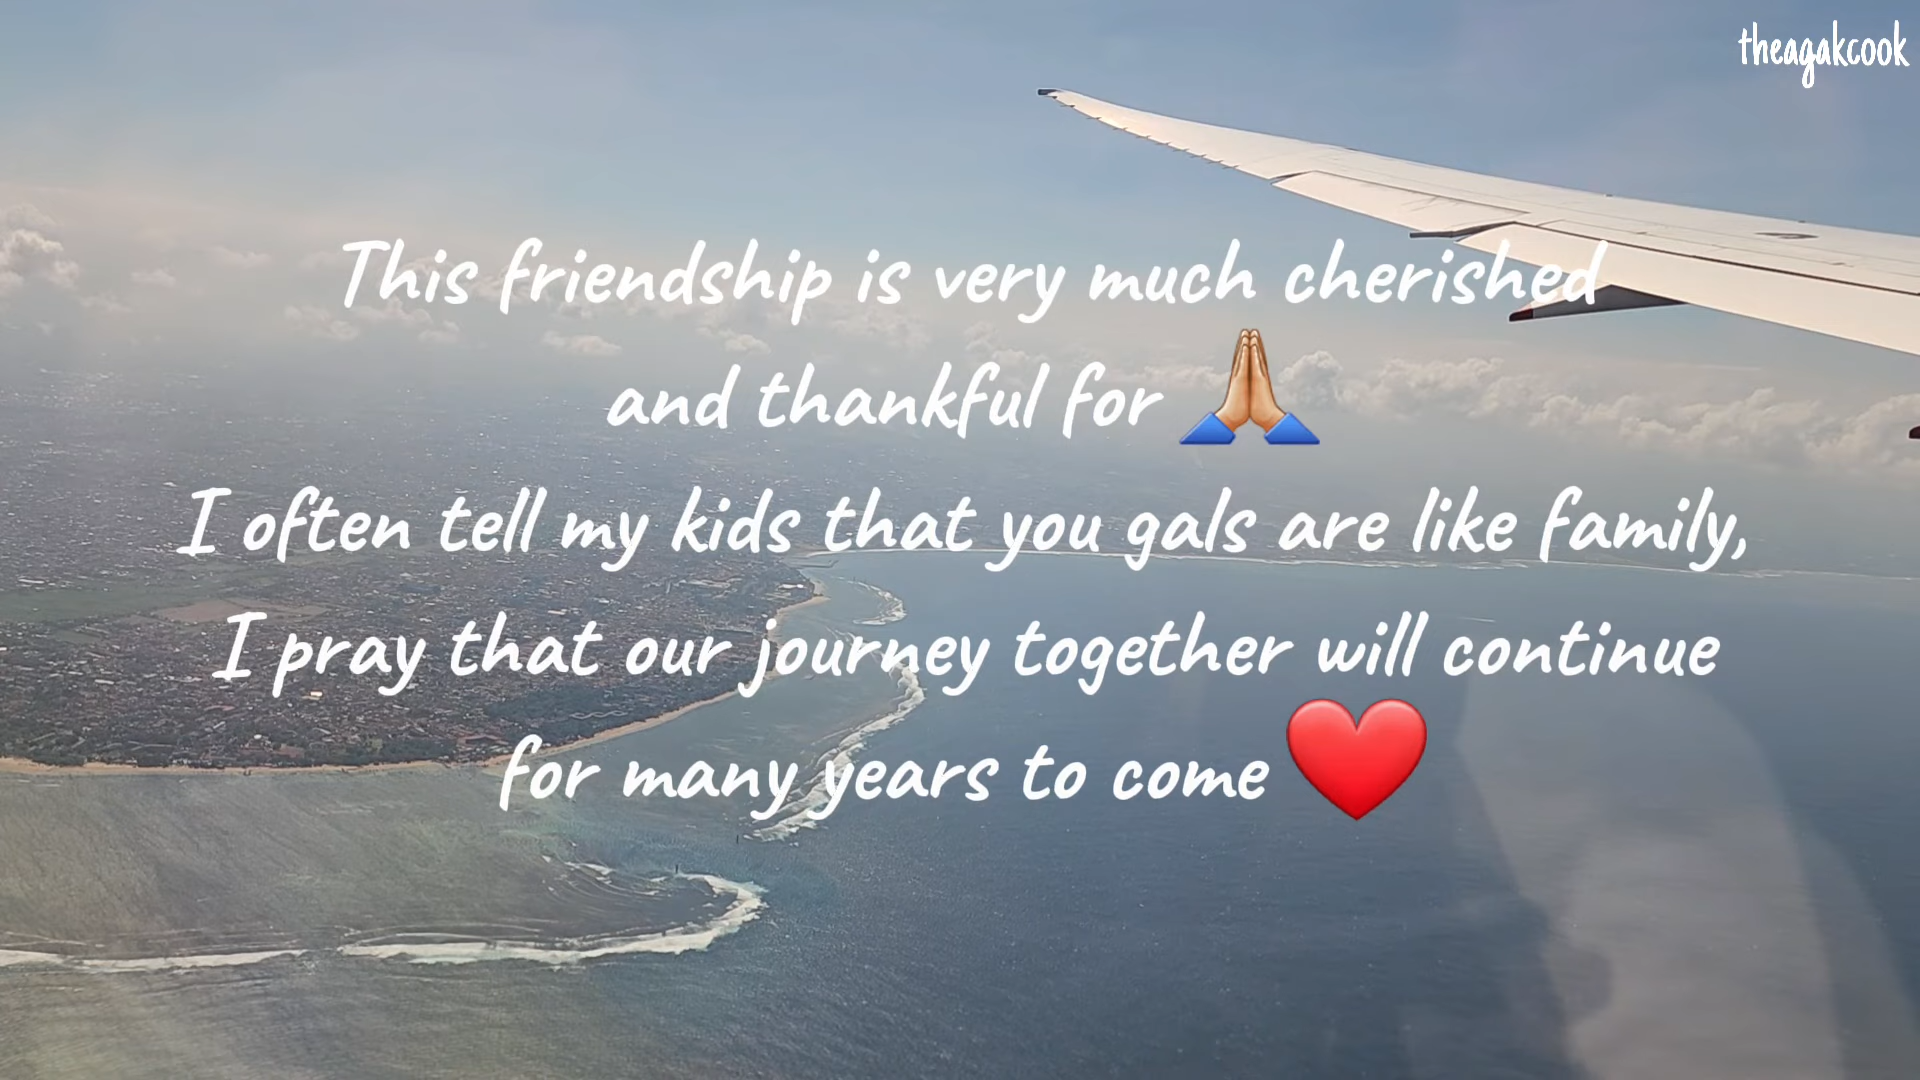 theagakcook
This friendship is very much cherished
and thankful for 🙏🏼
I often tell my kids that you gals are like family,
I pray that our journey together will continue
for many years to come ❤️